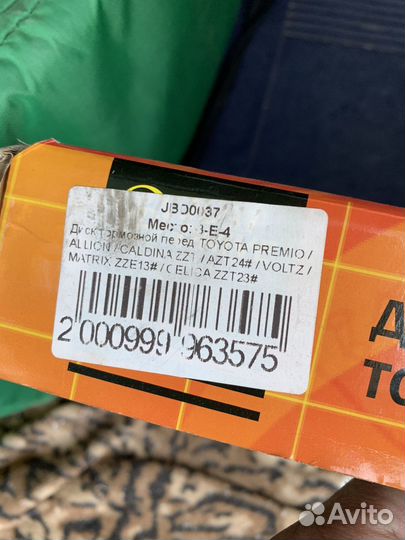 JBD0037
Место: 3-E-4
Диск тормозной перед TOYOTA PREMIO /
ALLION / CALDINA ZZT / AZT24# / VOLTZ /
MATRIX ZZE13# / CELICA ZZT23#
2 000999 963575
Д
ТО
Avito